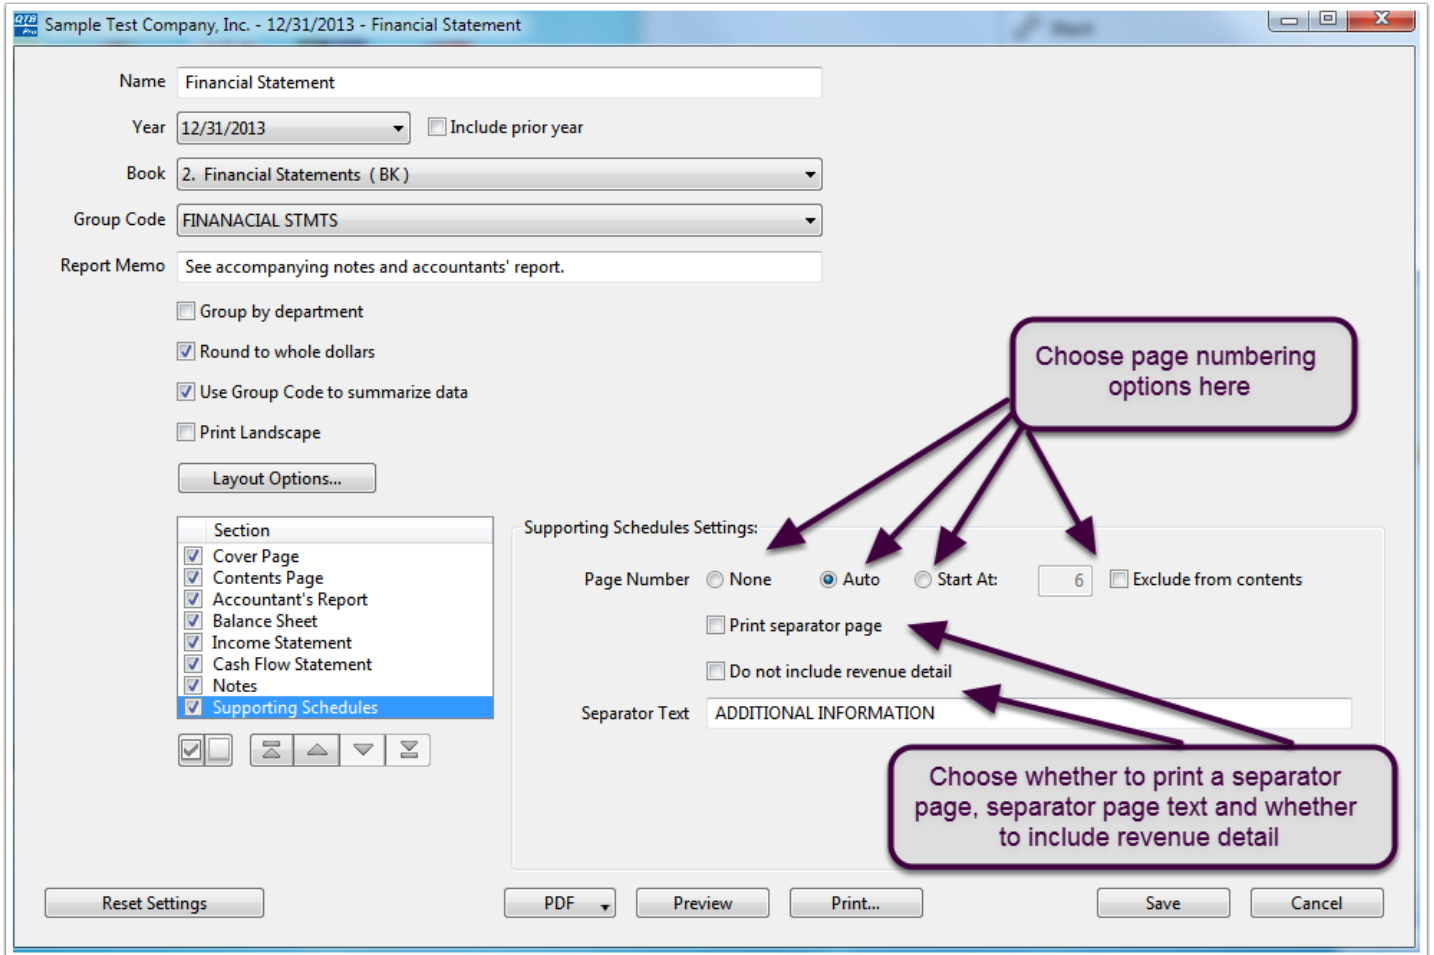 QTB
Pro
Sample Test Company, Inc. - 12/31/2013 - Financial Statement
Name Financial Statement
Year 12/31/2013 Include prior year
Book 2. Financial Statements ( BK )
Group Code FINANACIAL STMTS
Report Memo See accompanying notes and accountants' report.
Group by department
Round to whole dollars
Use Group Code to summarize data
Print Landscape
Layout Options...
Choose page numbering
options here
Section
Cover Page
Contents Page
Accountant's Report
Balance Sheet
Income Statement
Cash Flow Statement
Notes
Supporting Schedules
Supporting Schedules Settings:
Page Number None Auto Start At: 6 Exclude from contents
Print separator page
Do not include revenue detail
Separator Text ADDITIONAL INFORMATION
Choose whether to print a separator
page, separator page text and whether
to include revenue detail
Reset Settings PDF Preview Print... Save Cancel